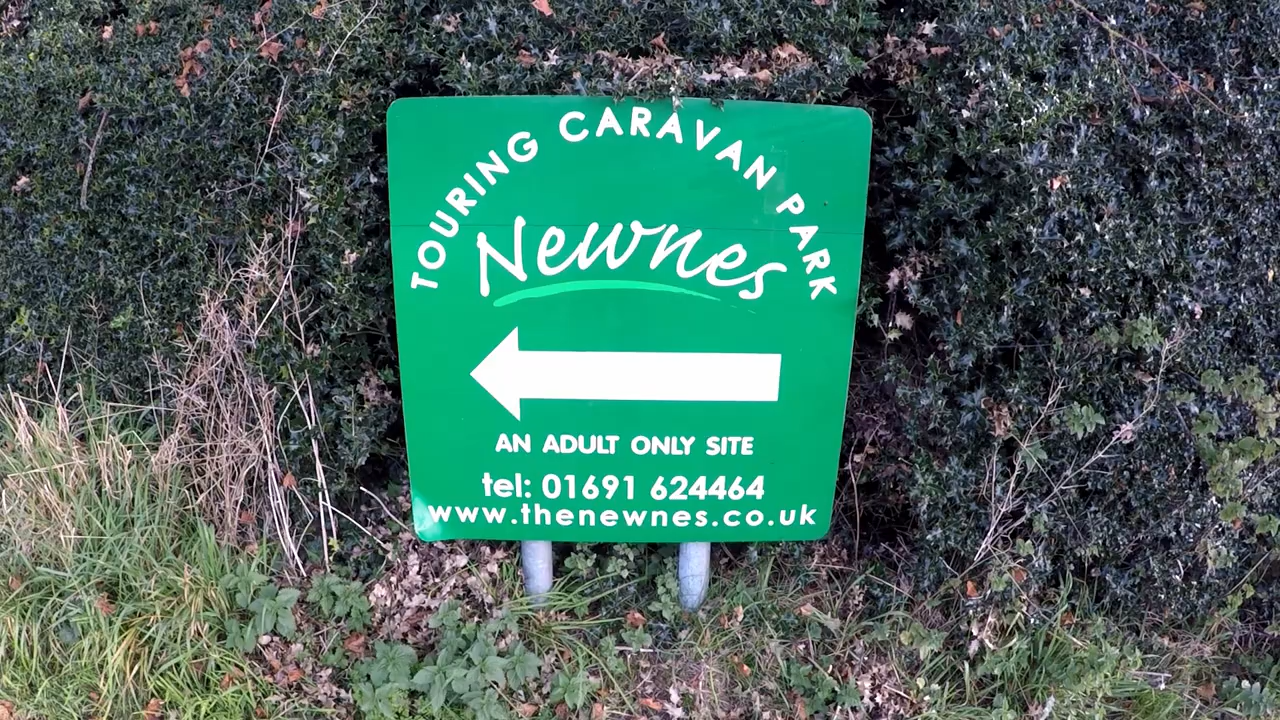 TOURING CARAVAN PARK
Newnes
AN ADULT ONLY SITE
tel: 01691 624464
www.thenewnes.co.uk